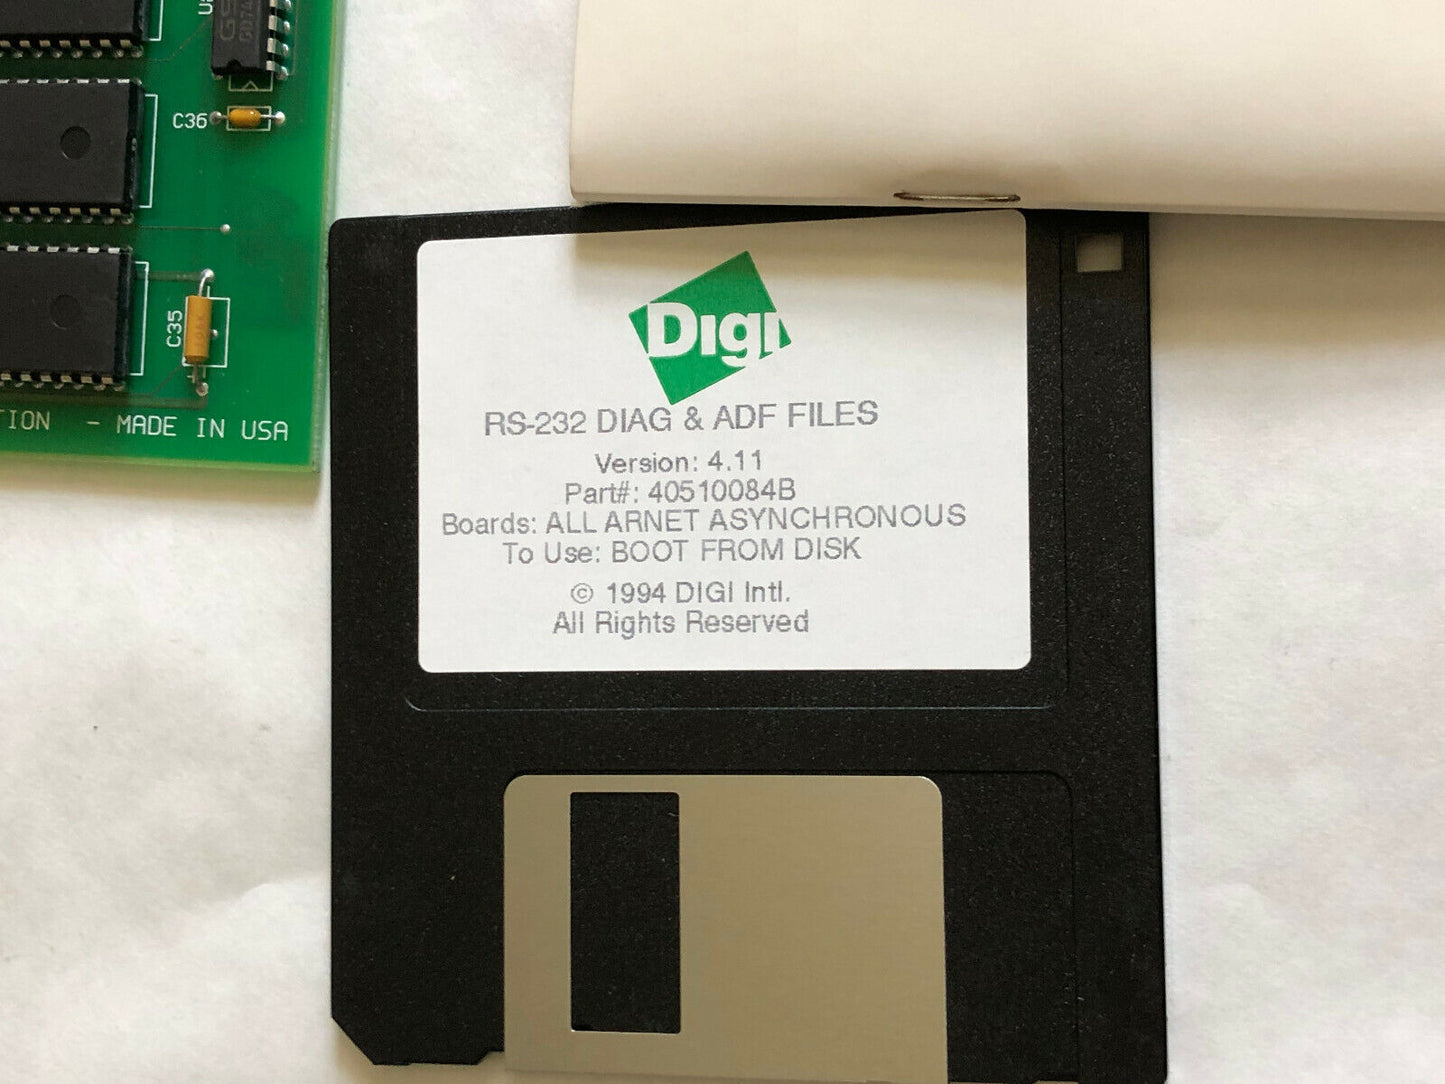 C36
C35
TION - MADE IN USA
Digi
RS-232 DIAG & ADF FILES
Version: 4.11
Part#: 40510084B
Boards: ALL ARNET ASYNCHRONOUS
To Use: BOOT FROM DISK
© 1994 DIGI Intl.
All Rights Reserved